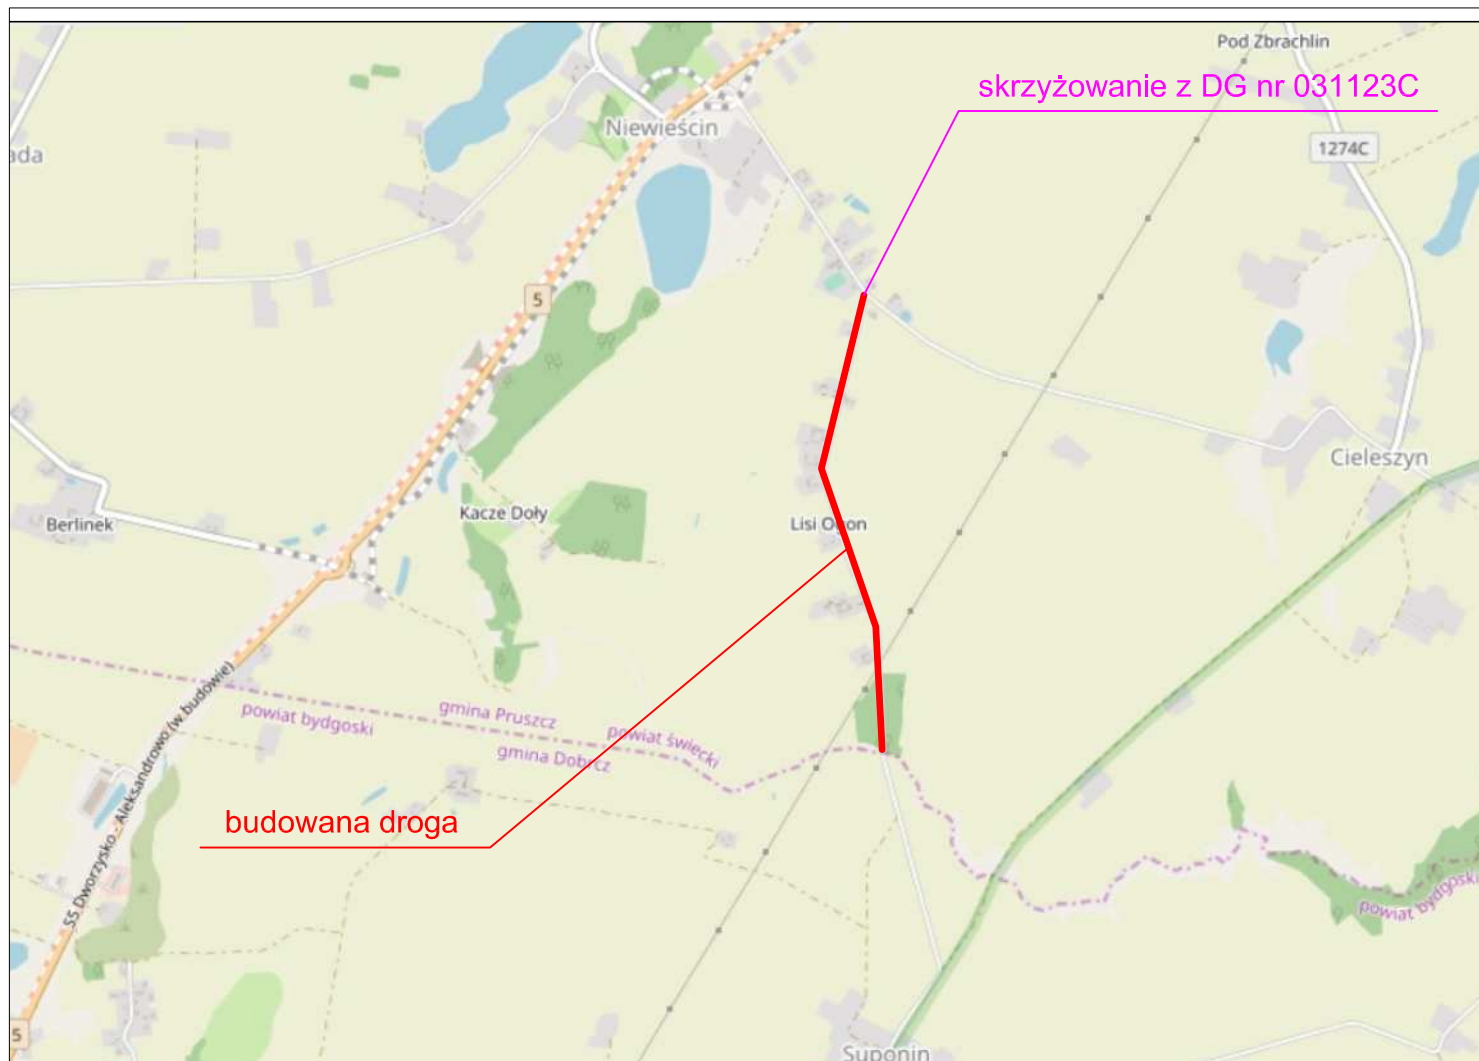 Pod Zbrachlin
skrzyżowanie z DG nr 031123C
Niewieścin
1274C
ada
5
Cieleszyn
Kacze Doły
Lisi Ogon
Berlinek
powiat bydgoski
gmina Pruszcz
powiat świecki
gmina Dobrcz
S5 Dworzysko - Aleksandrowo (w budowie)
budowana droga
powiat bydgoski
5
Suponin